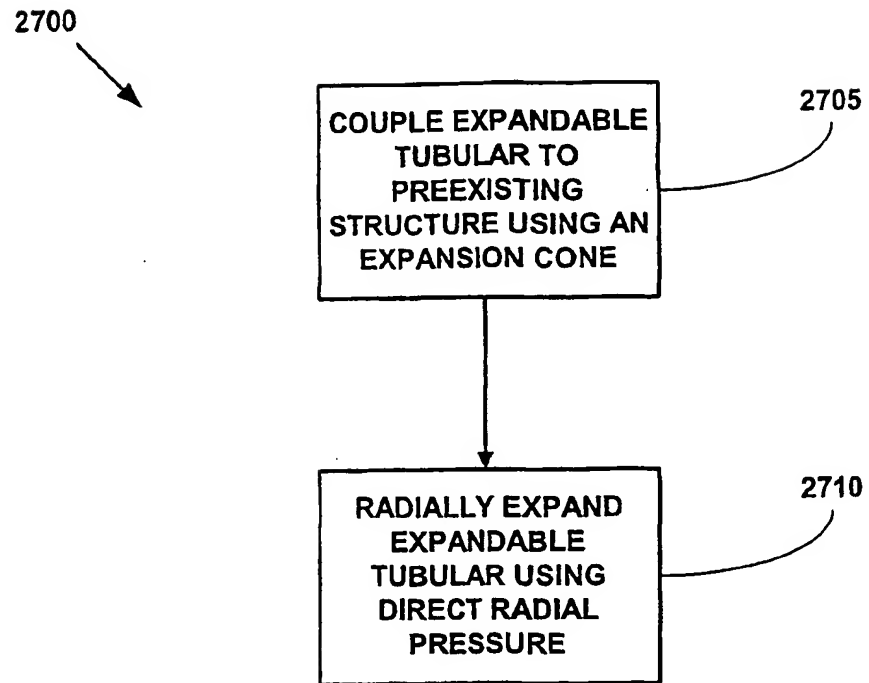 2700
COUPLE EXPANDABLE
TUBULAR TO
PREEXISTING
STRUCTURE USING AN
EXPANSION CONE
2705
RADIALLY EXPAND
EXPANDABLE
TUBULAR USING
DIRECT RADIAL
PRESSURE
2710